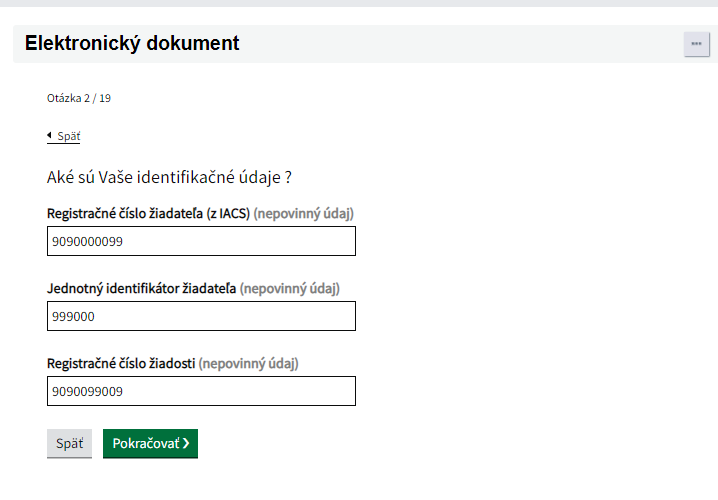 Elektronický dokument
Otázka 2 / 19
Späť
Aké sú Vaše identifikačné údaje ?
Registračné číslo žiadateľa (z IACS) (nepovinný údaj)
9090000099
Jednotný identifikátor žiadateľa (nepovinný údaj)
999000
Registračné číslo žiadosti (nepovinný údaj)
9090099009
Späť Pokračovať